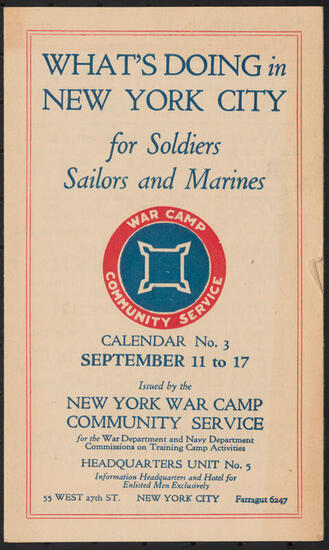 WHAT'S DOING in
NEW YORK CITY
for Soldiers
Sailors and Marines
WAR CAMP
COMMUNITY SERVICE
CALENDAR No. 3
SEPTEMBER 11 to 17
Issued by the
NEW YORK WAR CAMP
COMMUNITY SERVICE
for the War Department and Navy Department
Commissions on Training Camp Activities
HEADQUARTERS UNIT No. 5
Information Headquarters and Hotel for
Enlisted Men Exclusively
55 WEST 27th ST. NEW YORK CITY Farragut 6247